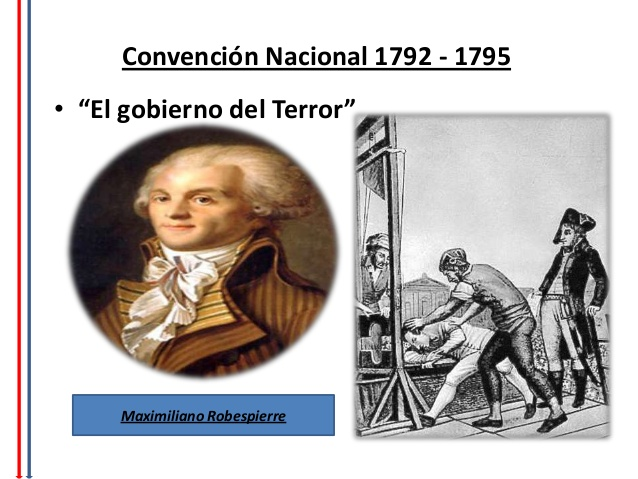 Convención Nacional 1792 - 1795
• “El gobierno del Terror”
Maximiliano Robespierre